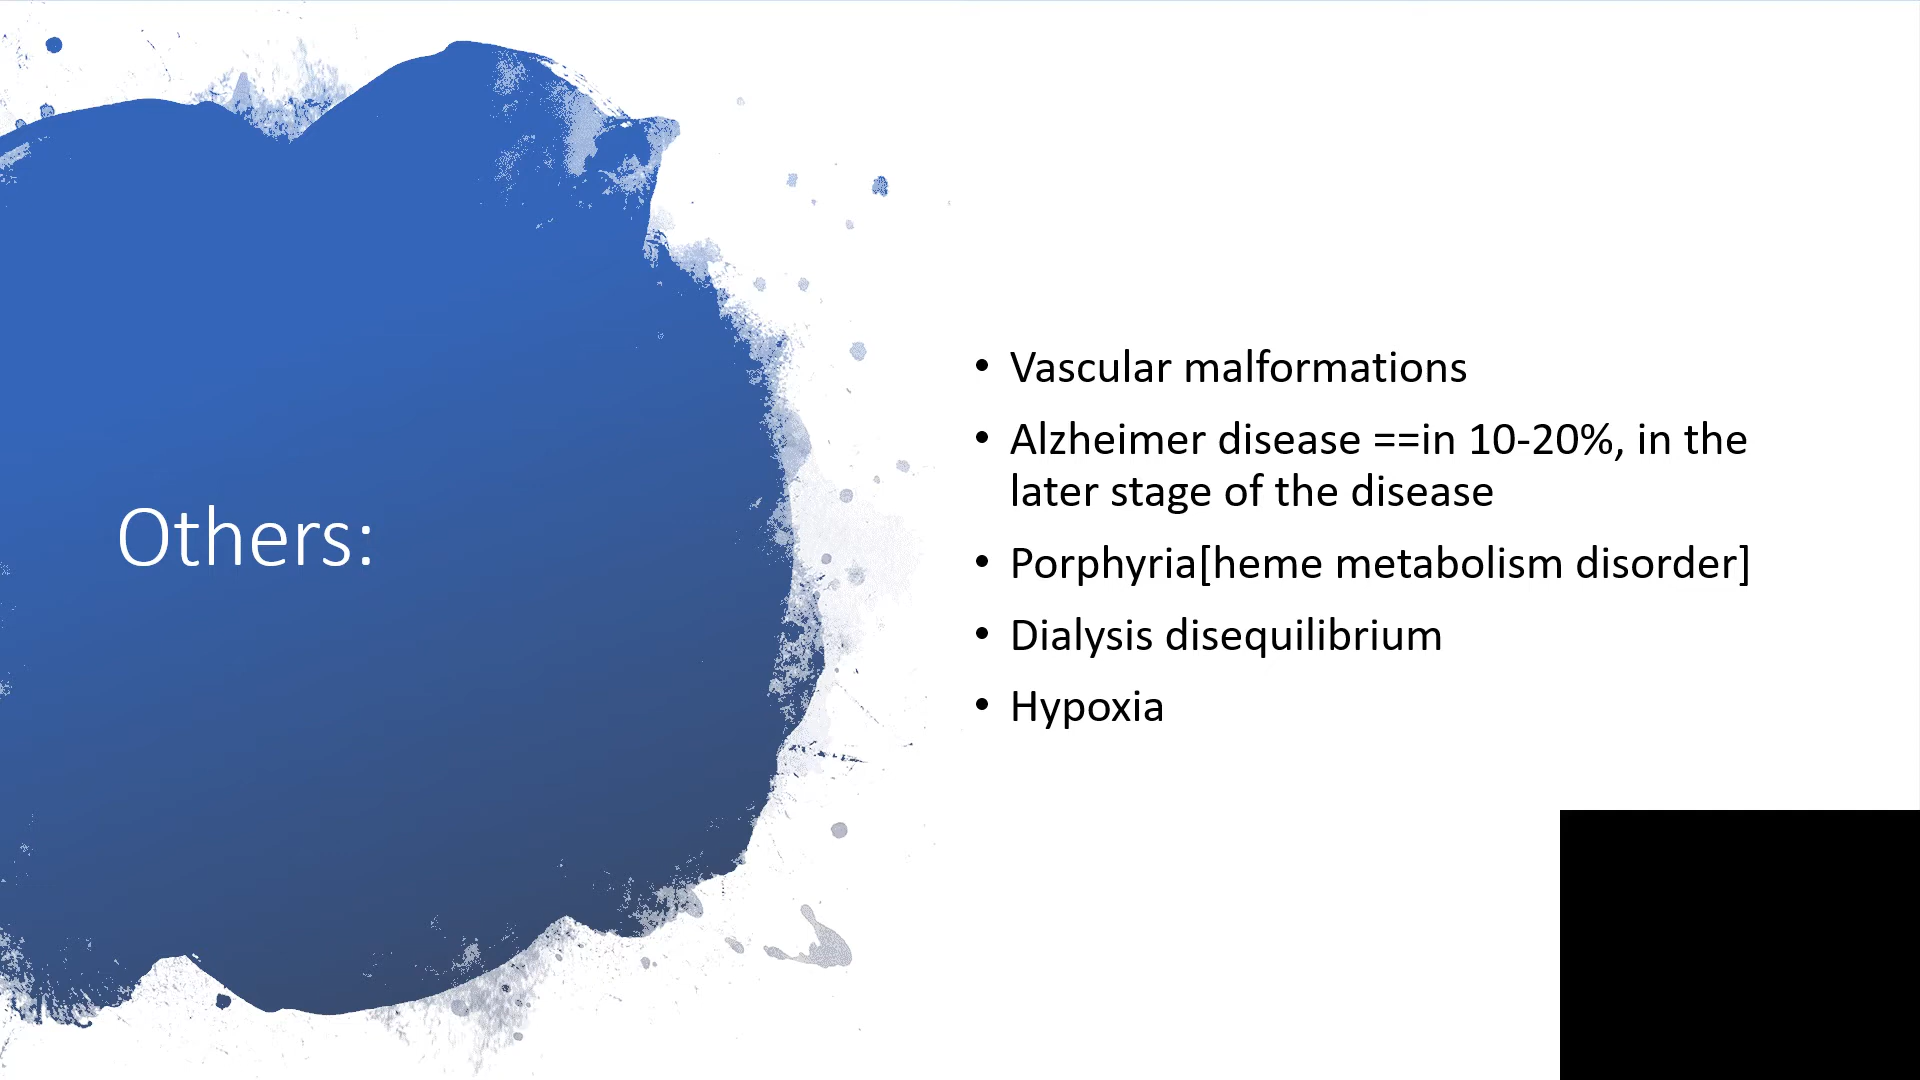 Others:
• Vascular malformations
• Alzheimer disease ==in 10-20%, in the
later stage of the disease
• Porphyria[heme metabolism disorder]
• Dialysis disequilibrium
• Hypoxia